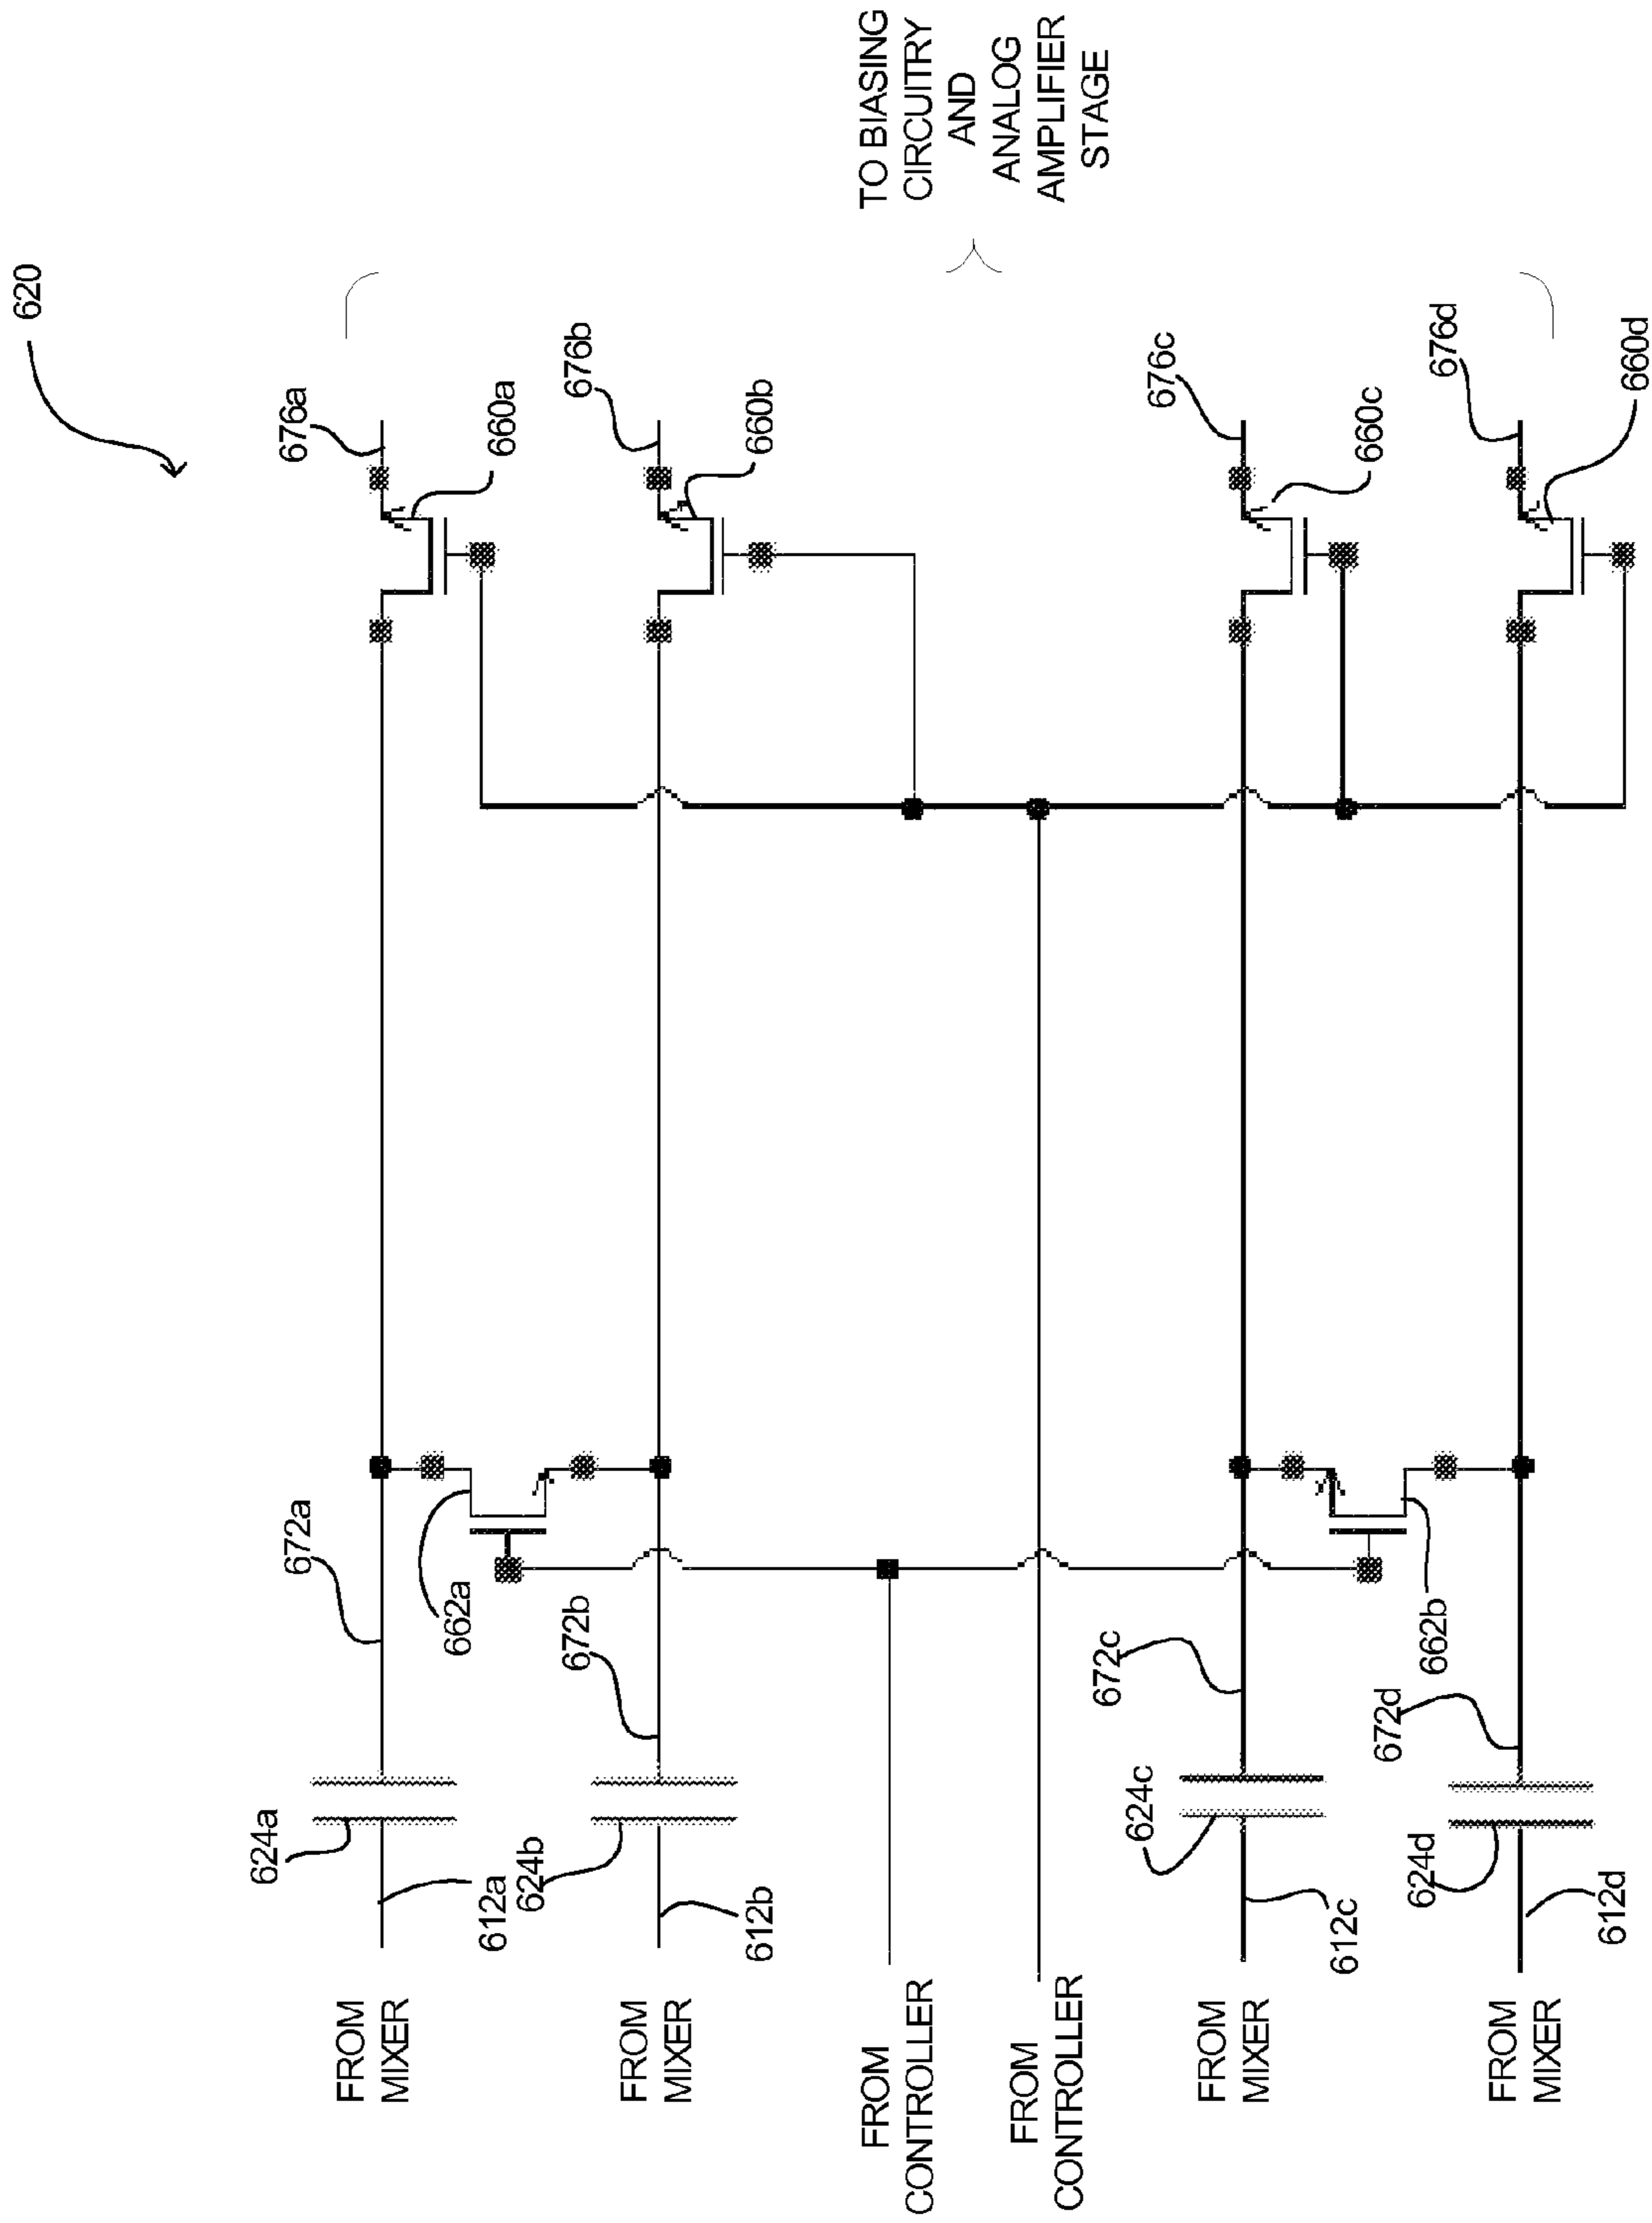 620
676a
660a
676b
660b
TO BIASING
CIRCUITRY
AND
ANALOG
AMPLIFIER
STAGE
676c
660c
676d
660d
672a
662a
672b
672c
662b
672d
624a
612a
624b
612b
624c
612c
624d
612d
FROM
MIXER
FROM
MIXER
FROM
CONTROLLER
FROM
CONTROLLER
FROM
MIXER
FROM
MIXER